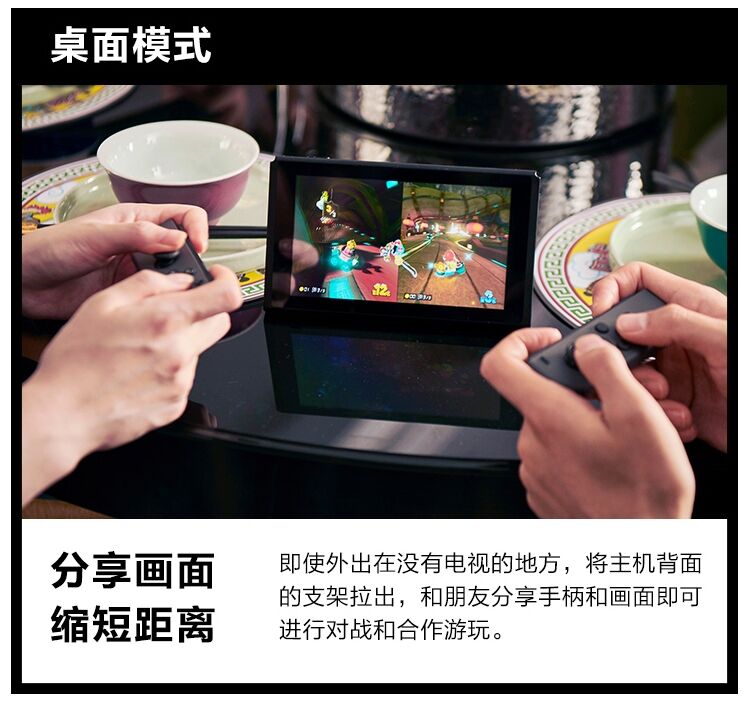 桌面模式
分享画面
缩短距离
即使外出在没有电视的地方，将主机背面
的支架拉出，和朋友分享手柄和画面即可
进行对战和合作游玩。